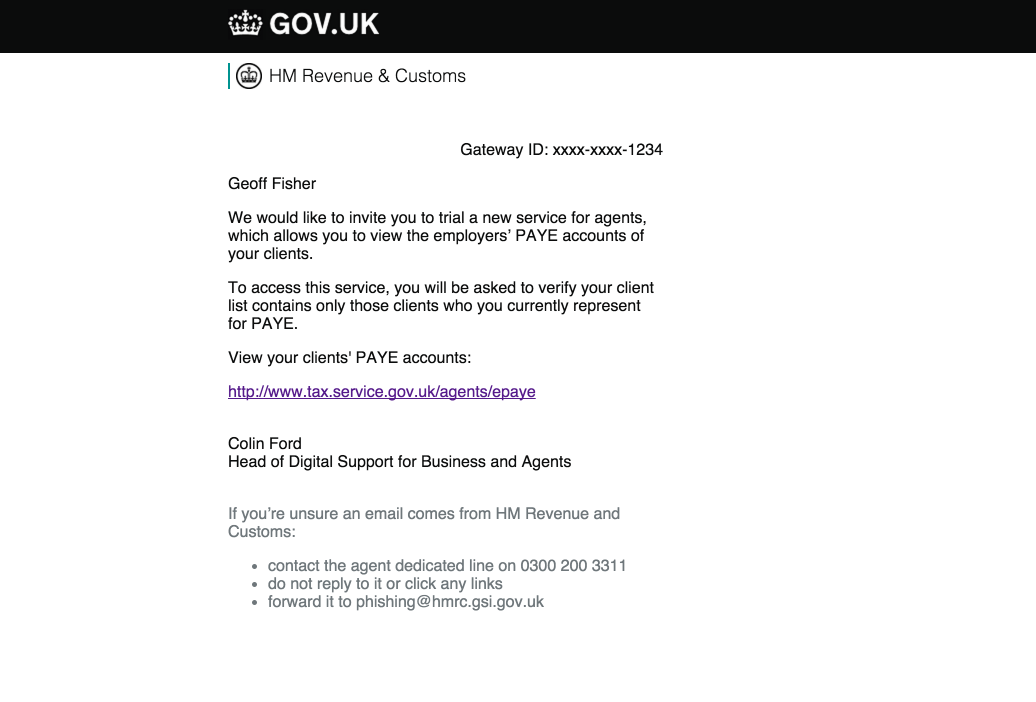 GOV.UK
HM Revenue & Customs
Gateway ID: xxxx-xxxx-1234
Geoff Fisher
We would like to invite you to trial a new service for agents,
which allows you to view the employers’ PAYE accounts of
your clients.
To access this service, you will be asked to verify your client
list contains only those clients who you currently represent
for PAYE.
View your clients' PAYE accounts:
http://www.tax.service.gov.uk/agents/epaye
Colin Ford
Head of Digital Support for Business and Agents
If you’re unsure an email comes from HM Revenue and
Customs:
• contact the agent dedicated line on 0300 200 3311
• do not reply to it or click any links
• forward it to phishing@hmrc.gsi.gov.uk